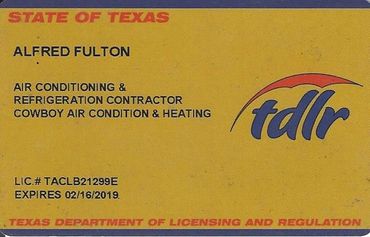 STATE OF TEXAS
ALFRED FULTON
AIR CONDITIONING &
REFRIGERATION CONTRACTOR
COWBOY AIR CONDITION & HEATING
tdlr
LIC.# TACLB21299E
EXPIRES 02/16/2019
TEXAS DEPARTMENT OF LICENSING AND REGULATION